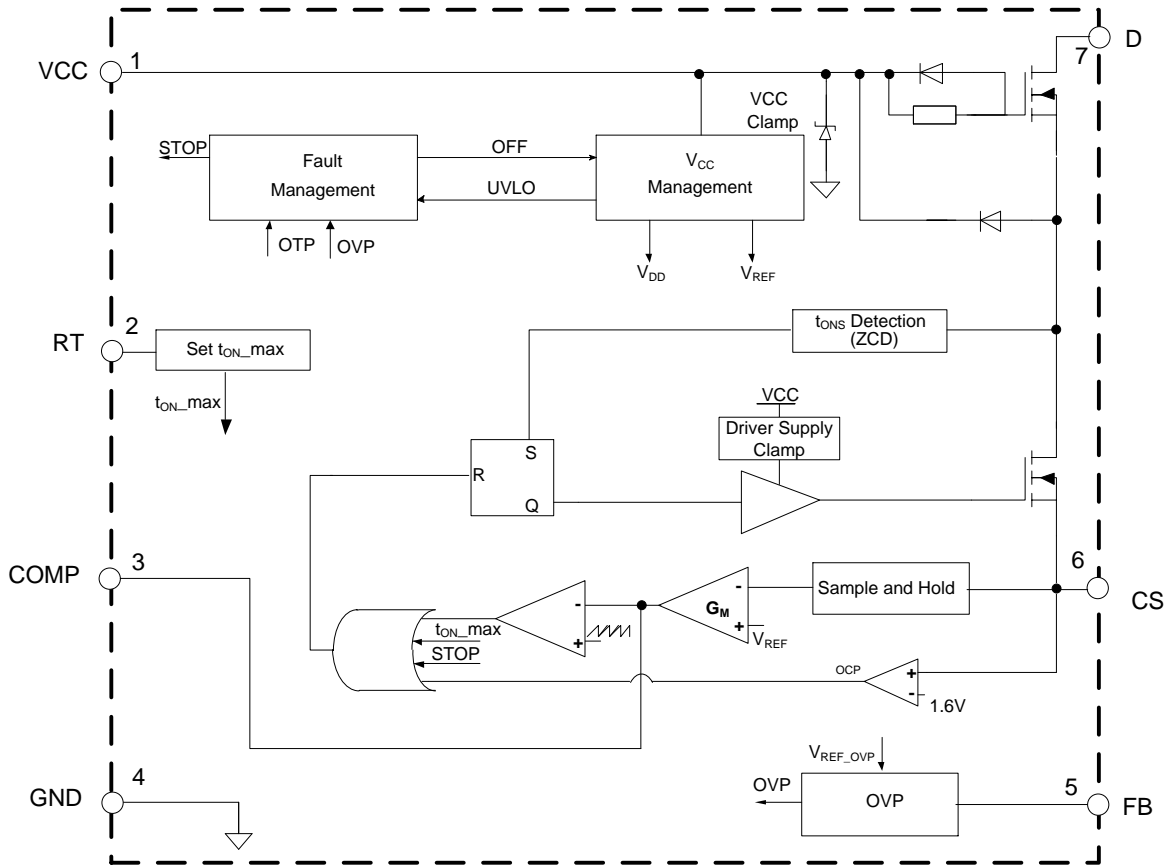 D
7
VCC
1
VCC
Clamp
STOP
Fault
Management
OFF
UVLO
VCC
Management
OTP
OVP
VDD
VREF
RT
2
Set tON_max
tON_max
tONS Detection
(ZCD)
VCC
Driver Supply
Clamp
S
R
Q
COMP
3
6
CS
Sample and Hold
-
GM
+
VREF
-
+
tON_max
STOP
OCP
+
-
1.6V
VREF_OVP
GND
4
OVP
OVP
5
FB